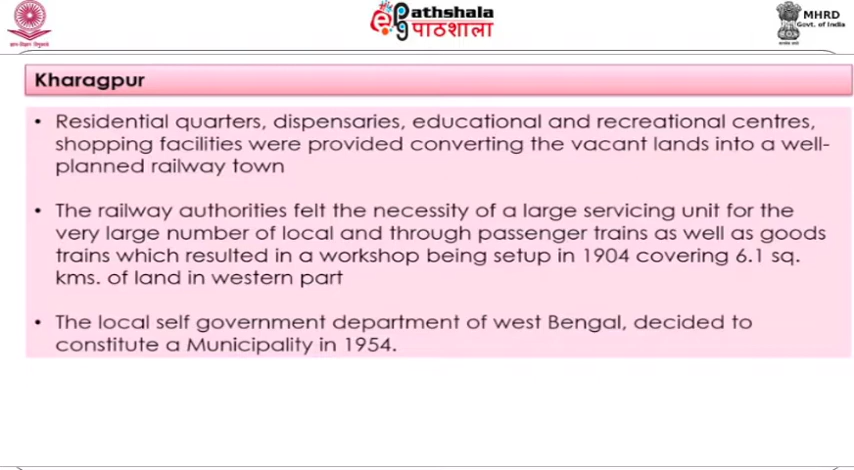 ePathshala
पाठशाला
MHRD
Govt. of India
Kharagpur
• Residential quarters, dispensaries, educational and recreational centres,
shopping facilities were provided converting the vacant lands into a well-
planned railway town
• The railway authorities felt the necessity of a large servicing unit for the
very large number of local and through passenger trains as well as goods
trains which resulted in a workshop being setup in 1904 covering 6.1 sq.
kms. of land in western part
• The local self government department of west Bengal, decided to
constitute a Municipality in 1954.